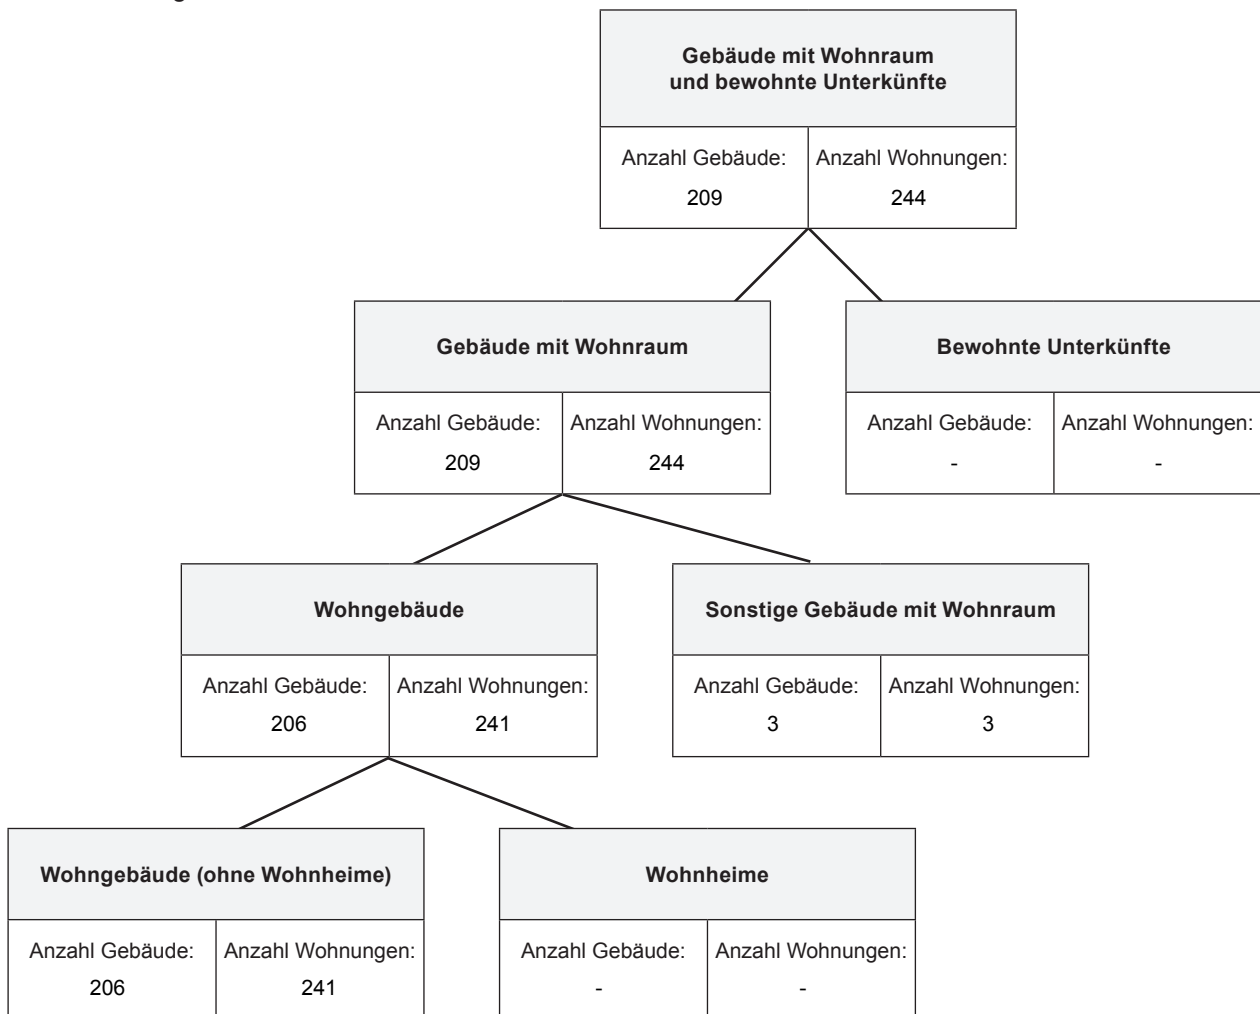 Gebäude mit Wohnraum
und bewohnte Unterkünfte
Anzahl Gebäude: Anzahl Wohnungen:
209 244
Gebäude mit Wohnraum
Bewohnte Unterkünfte
Anzahl Gebäude: Anzahl Wohnungen:
209 244
Anzahl Gebäude: Anzahl Wohnungen:
- -
Wohngebäude
Sonstige Gebäude mit Wohnraum
Anzahl Gebäude: Anzahl Wohnungen:
206 241
Anzahl Gebäude: Anzahl Wohnungen:
3 3
Wohngebäude (ohne Wohnheime)
Wohnheime
Anzahl Gebäude: Anzahl Wohnungen:
206 241
Anzahl Gebäude: Anzahl Wohnungen:
- -